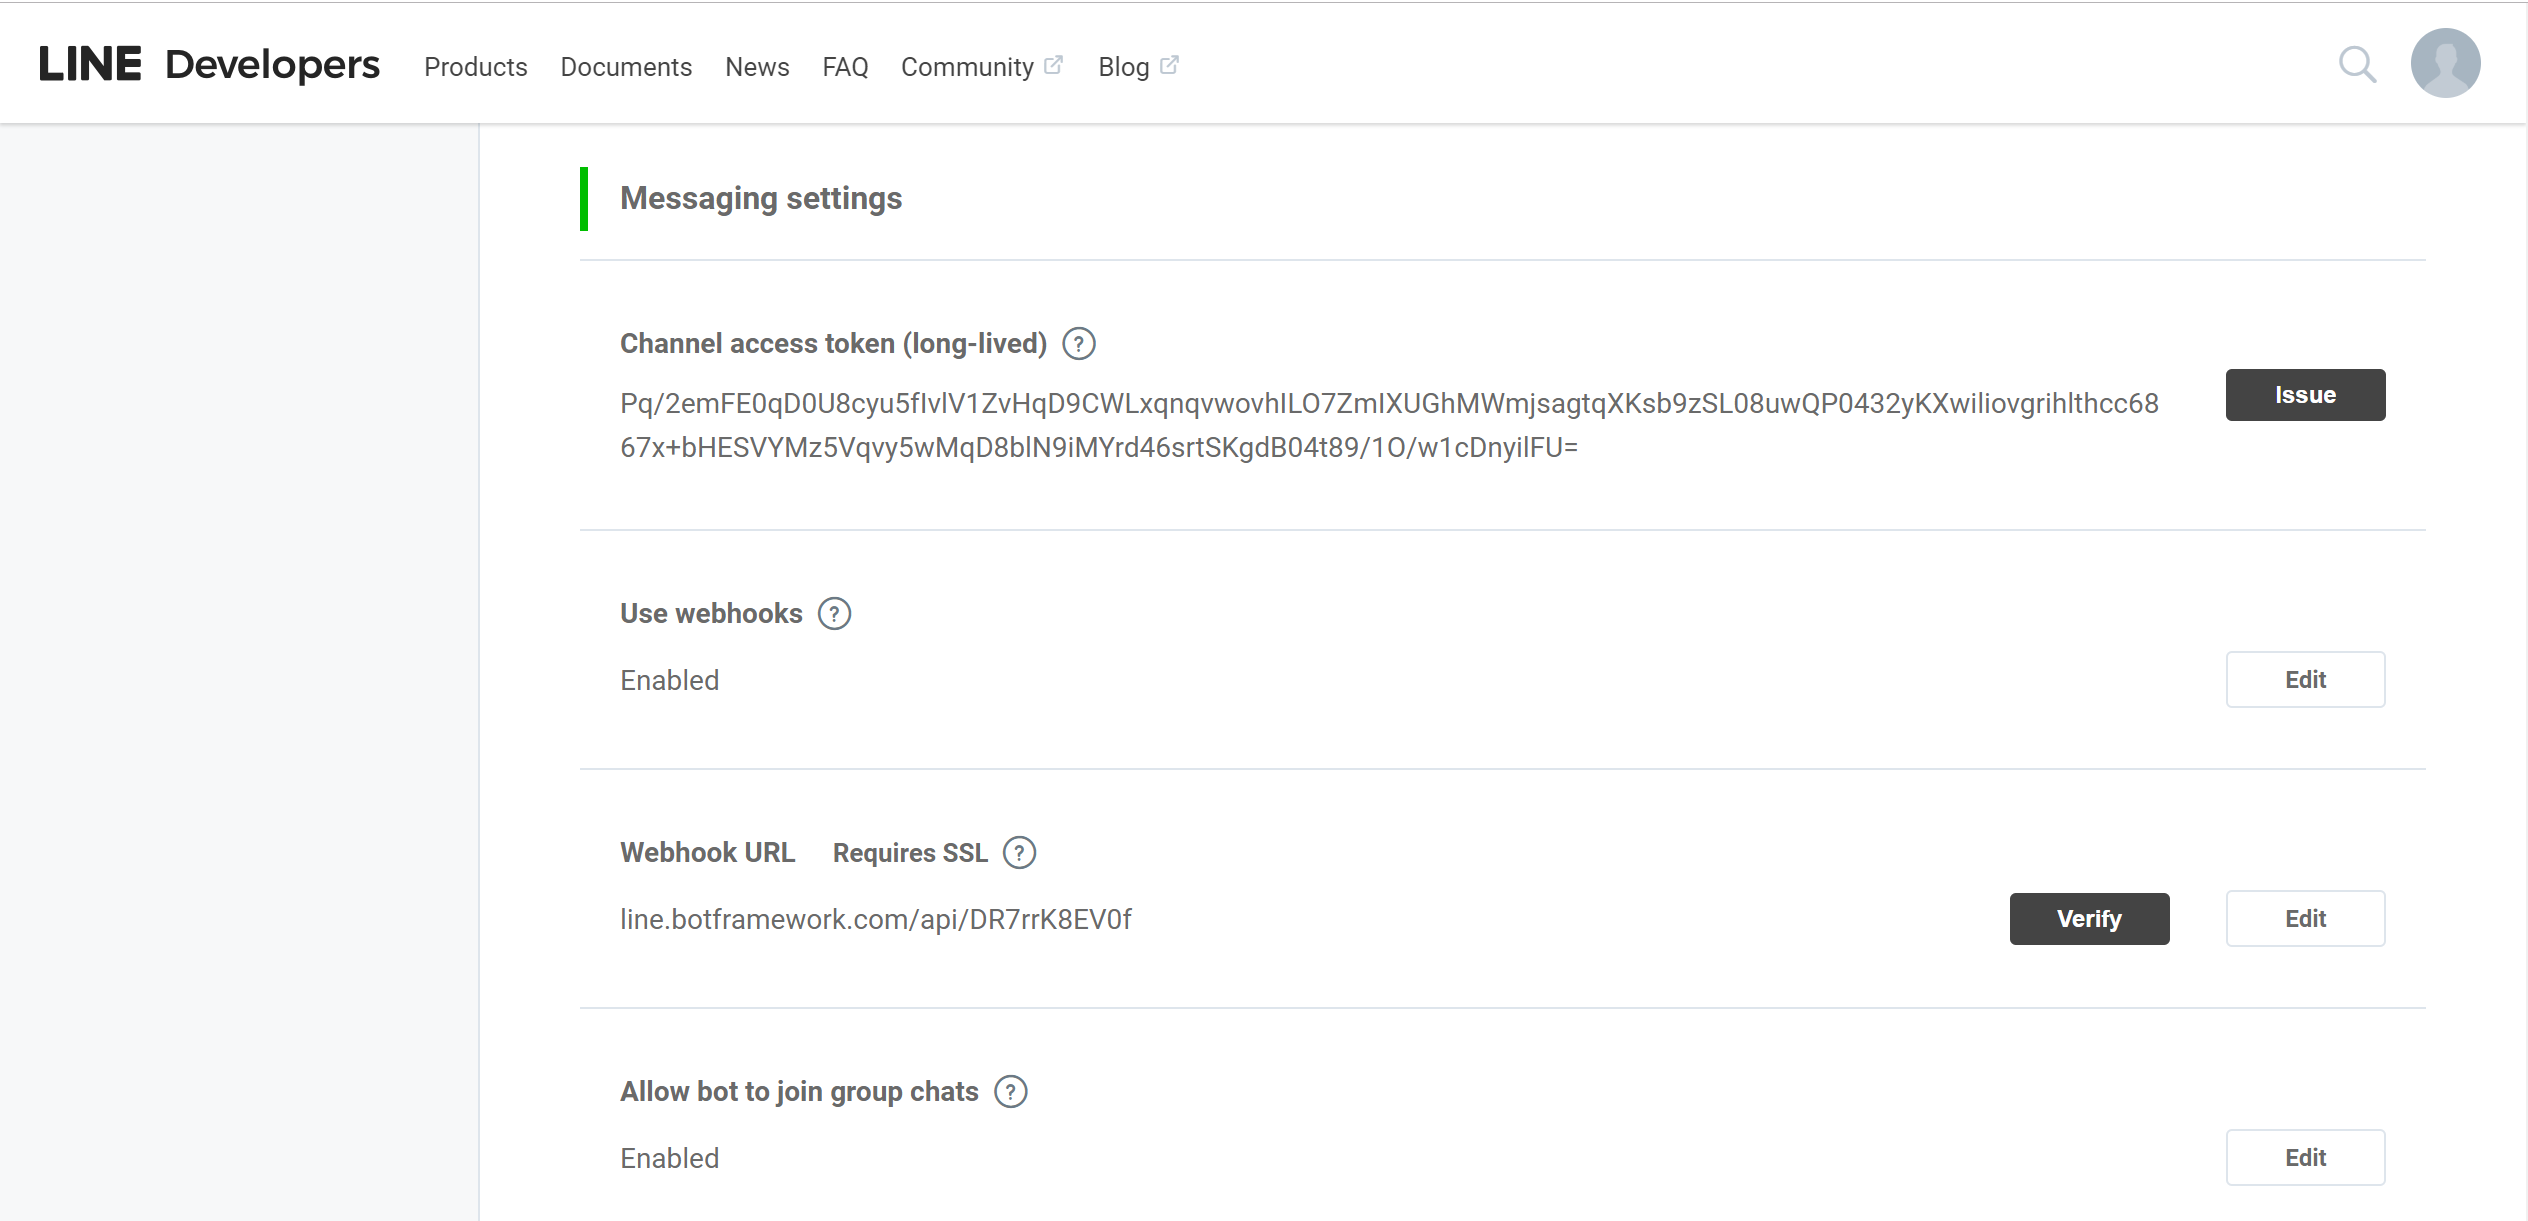 LINE Developers Products Documents News FAQ Community Blog
Messaging settings
Channel access token (long-lived) ?
Pq/2emFE0qD0U8cyu5fIvlV1ZvHqD9CWLxqnqvwovhILO7ZmIXUGhMWmjsagtqXKsb9zSL08uwQP0432yKXwiliovgrihlthcc68
67x+bHESVYMz5Vqvy5wMqD8blN9iMYrd46srtSKgdB04t89/1O/w1cDnyilFU=
Issue
Use webhooks ?
Enabled
Edit
Webhook URL Requires SSL ?
line.botframework.com/api/DR7rrK8EV0f
Verify Edit
Allow bot to join group chats ?
Enabled
Edit